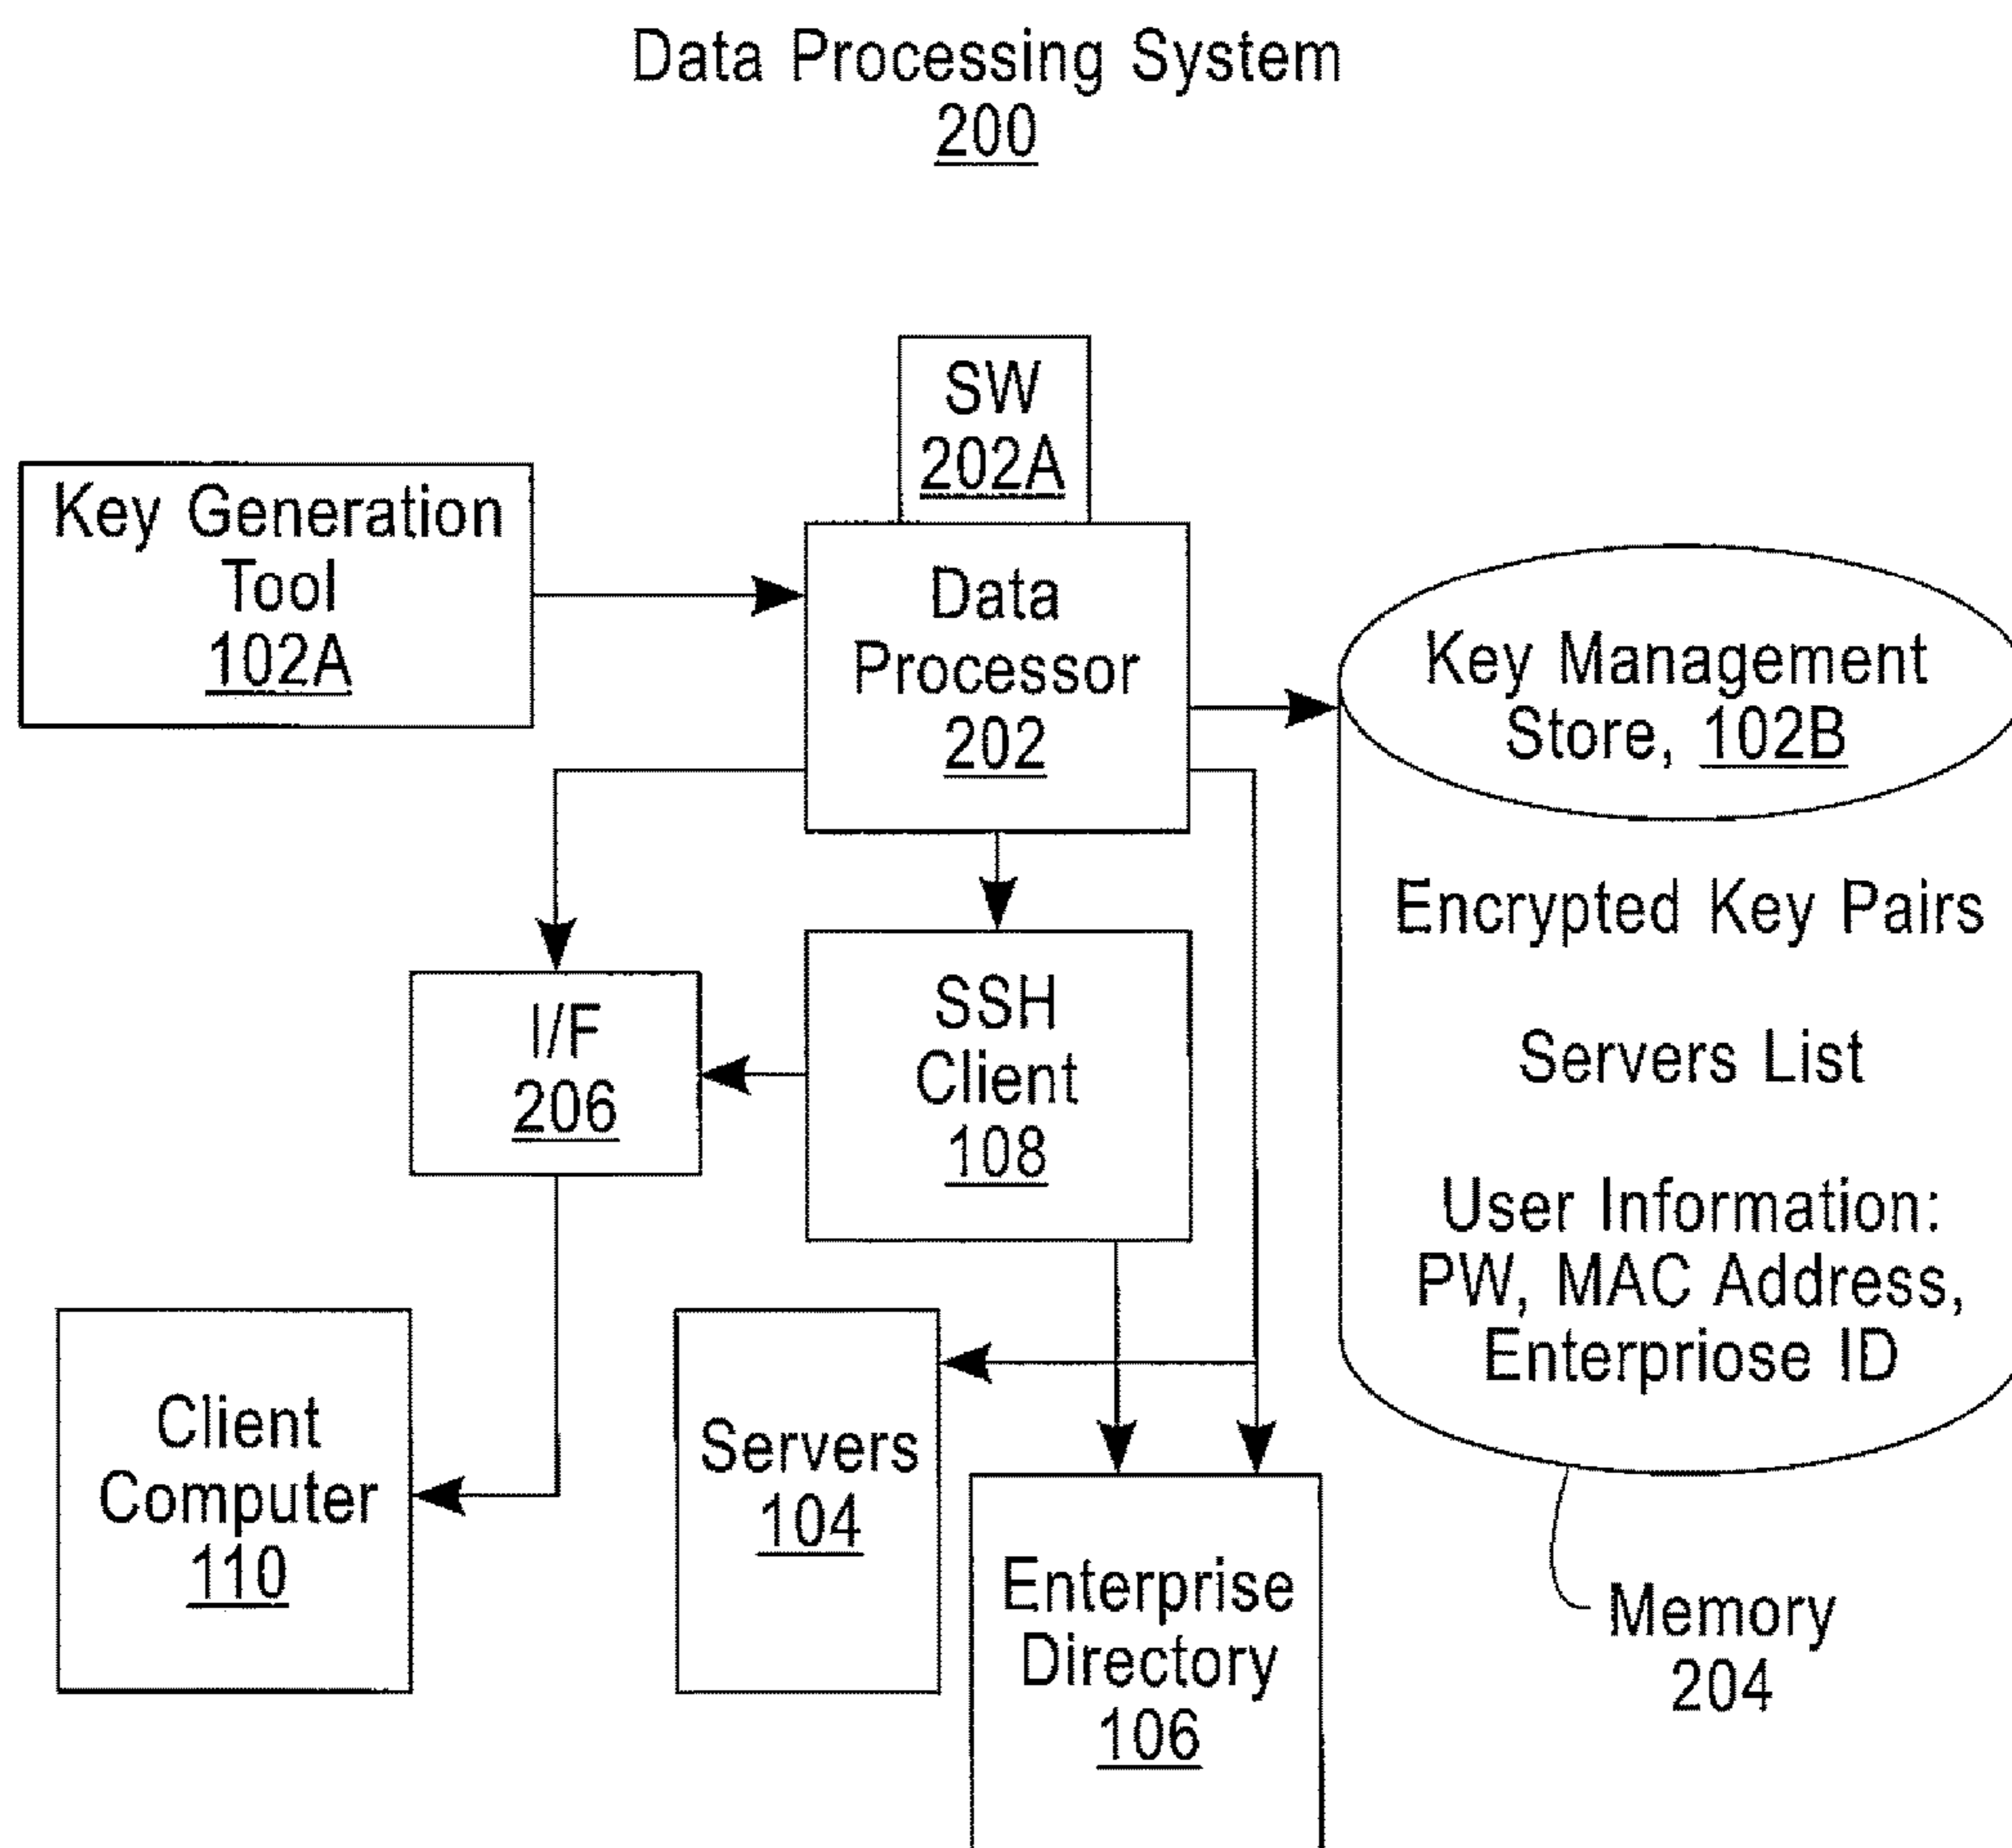 Data Processing System
200
SW
202A
Key Generation
Tool
102A
Data
Processor
202
Key Management
Store, 102B
Encrypted Key Pairs
Servers List
User Information:
PW, MAC Address,
Enterpriose ID
I/F
206
SSH
Client
108
Client
Computer
110
Servers
104
Enterprise
Directory
106
Memory
204